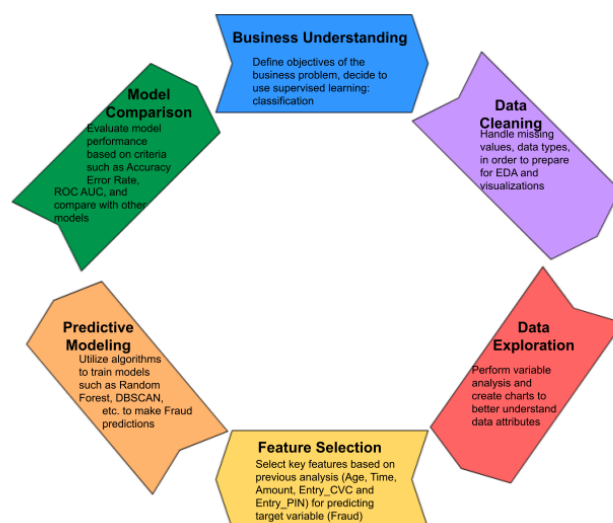 Business Understanding
Define objectives of the
business problem, decide to
use supervised learning:
classification
Data
Cleaning
Handle missing
values, data types,
in order to prepare
for EDA and
visualizations
Data
Exploration
Perform variable
analysis and
create charts to
better understand
data attributes
Feature Selection
Select key features based on
previous analysis (Age, Time,
Amount, Entry_CVC and
Entry_PIN) for predicting
target variable (Fraud)
Predictive
Modeling
Utilize algorithms
to train models
such as Random
Forest, DBSCAN,
etc. to make Fraud
predictions
Model
Comparison
Evaluate model
performance
based on criteria
such as Accuracy
Error Rate,
ROC AUC, and
compare with other
models